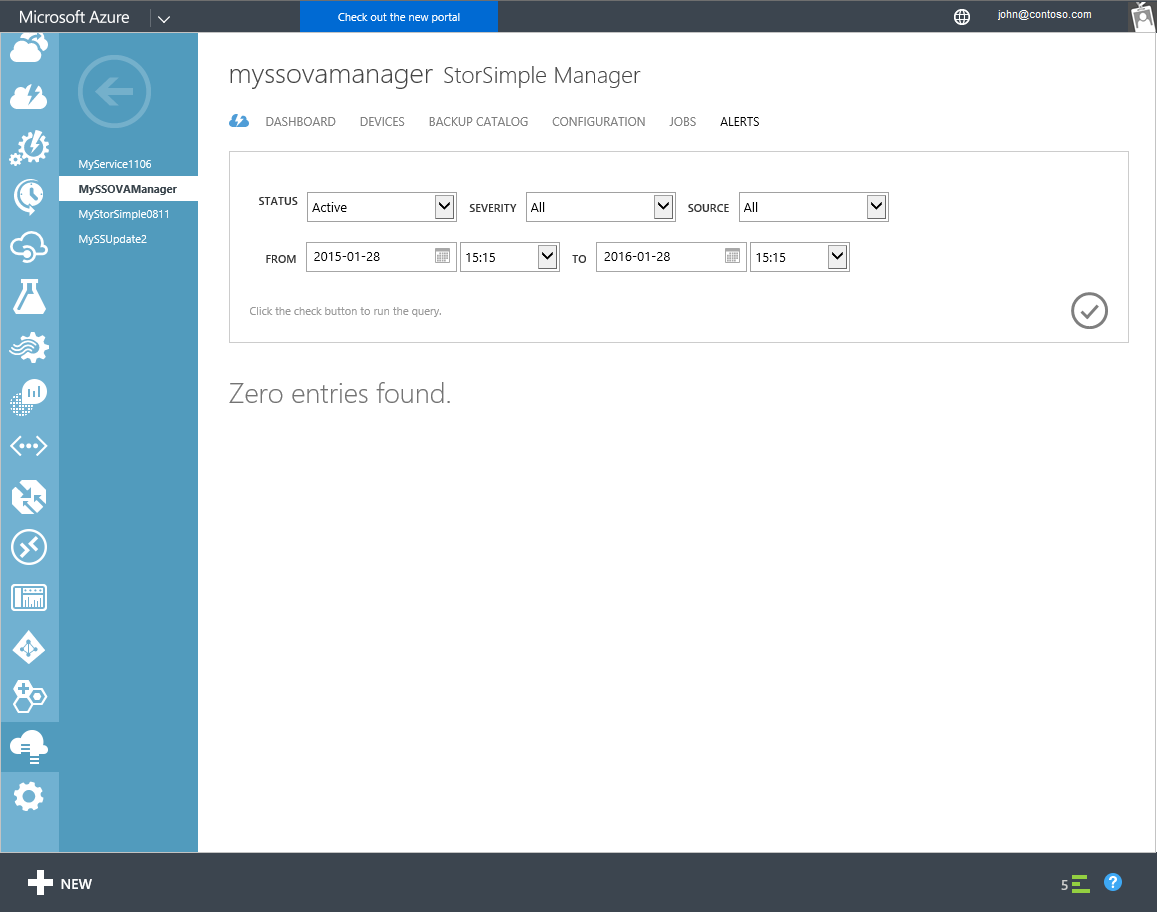 Microsoft Azure
Check out the new portal
john@contoso.com
MyService1106
MySSOVAManager
MyStorSimple0811
MySSUpdate2
myssovamanager StorSimple Manager
DASHBOARD DEVICES BACKUP CATALOG CONFIGURATION JOBS ALERTS
STATUS Active SEVERITY All SOURCE All
FROM 2015-01-28 15:15 TO 2016-01-28 15:15
Click the check button to run the query.
Zero entries found.
NEW
5
?